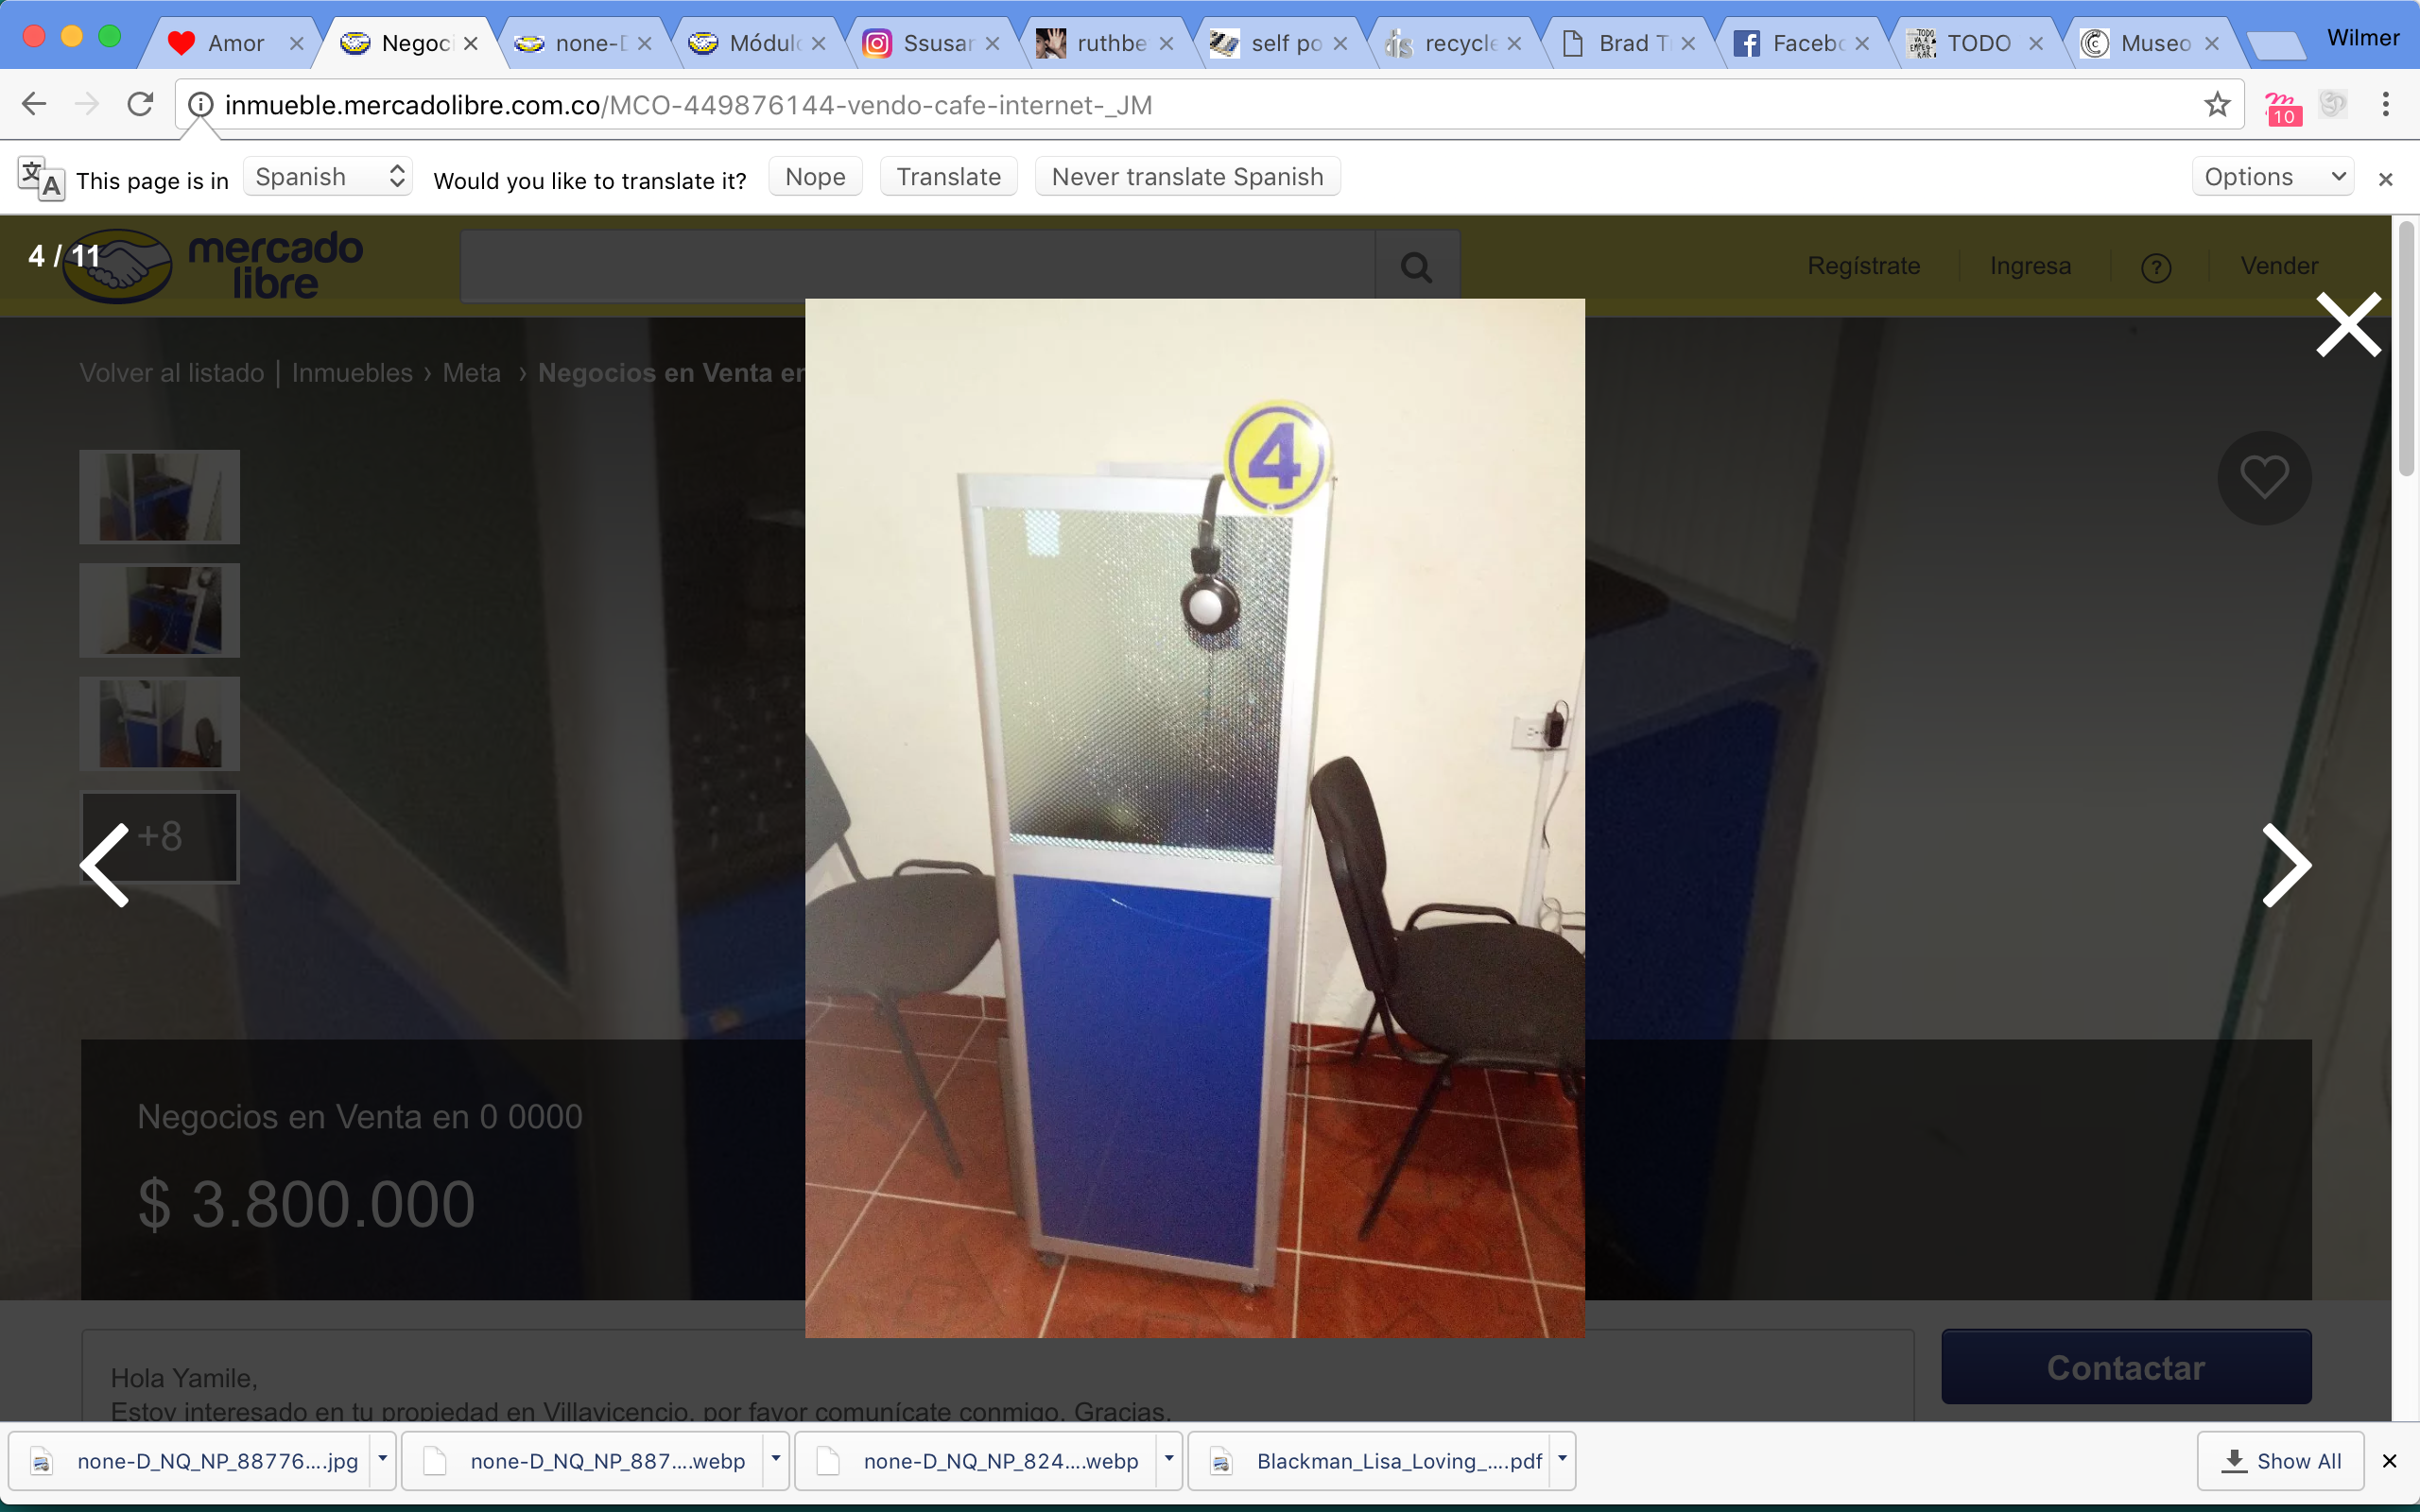 Amor
Negoci
none-D
Módulo
Ssusar
ruthbe
self po
recycle
Brad T
Facebo
TODO
Museo
Wilmer
inmueble.mercadolibre.com.co/MCO-449876144-vendo-cafe-internet-_JM
10
This page is in
Spanish
Would you like to translate it?
Nope
Translate
Never translate Spanish
Options
4 / 11
mercado
libre
Regístrate
Ingresa
?
Vender
Volver al listado | Inmuebles › Meta › Negocios en Venta en
4
+8
Negocios en Venta en 0 0000
$ 3.800.000
Hola Yamile,
Estoy interesado en tu propiedad en Villavicencio, por favor comunícate conmigo. Gracias.
Contactar
none-D_NQ_NP_88776....jpg
none-D_NQ_NP_887....webp
none-D_NQ_NP_824....webp
Blackman_Lisa_Loving_....pdf
Show All